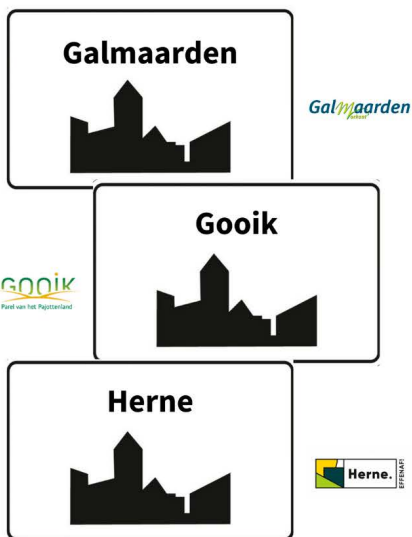 Galmaarden
Galmaarden
Gooik
GOOiK
Parel van het Pajottenland
Herne
Herne.
EFFENAF!